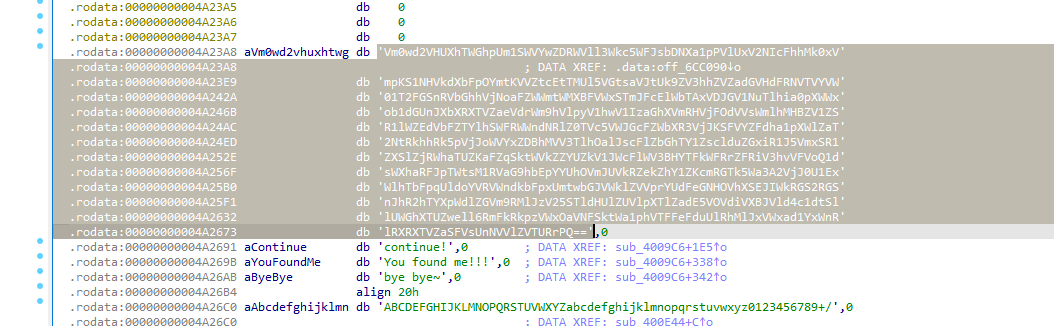 .rodata:00000000004A23A5 db 0
.rodata:00000000004A23A6 db 0
.rodata:00000000004A23A7 db 0
.rodata:00000000004A23A8 aVm0wd2vhuxhtwg db 'Vm0wd2VHUXhTWGhpUm1SWVYwZDRWVll3Wkc5WFJsbDNXa1pPVlUxV2NIcFhhMk0xV'
.rodata:00000000004A23A8 ; DATA XREF: .data:off_6CC090↓o
.rodata:00000000004A23E9 db 'mpKS1NHVkdXbFpOYmtKVVZtcEtTMUl5VGtsaVJtUk9ZV3hhZVZadGVHdFRNVTVYVW'
.rodata:00000000004A242A db '01T2FGSnRVbGhhVjNoaFZWWmtWMXBFVWxSTmJFcElWbTAxVDJGV1NuTlhia0pXWWx'
.rodata:00000000004A246B db 'ob1dGUnJXbXRXTVZaeVdrWm9hVlpyV1hwV1IzaGhXVmRHVjFOdVVsWmlhMHBZV1ZS'
.rodata:00000000004A24AC db 'R1lWZEdVbFZTYlhSWFRWWndNRlZ0TVc5VWJGcFZWbXR3VjJKSFVYZFdha1pXWlZaT'
.rodata:00000000004A24ED db '2NtRkhhRk5pVjJoWVYxZDBhMVV3TlhOalJscFlZbGhTY1ZsclduZGxiR1J5VmxSR1'
.rodata:00000000004A252E db 'ZXSlZjRWhaTUZKaFZqSktWVkZZYUZkV1JWcFlWV3BHYTFkWFRrZFRiV3hvVFVoQ1d'
.rodata:00000000004A256F db 'sWXhaRFJpTWtsM1RVaG9hbEpYYUhOVmJUVkRZekZhY1ZKcmRGTk5Wa3A2VjJ0U1Ex'
.rodata:00000000004A25B0 db 'WlhTbFpqUldoYVRVWndkbFpxUmtwbGJVWklZVVprYUdFeGNHOVhXSEJIWkRGS2RGS'
.rodata:00000000004A25F1 db 'nJhR2hTYXpWdlZGVm9RMlJzV25STldHUlZUVlpXTlZadE5VOVdiVXBJVld4c1dtSl'
.rodata:00000000004A2632 db 'lUWGhXTUZwell6RmFkRkpzVWxOaVNFSktWa1phVTFFeFduUlRhMlJxVWxad1YxWnR'
.rodata:00000000004A2673 db 'lRXRXTVZaSFVsUnNVVlZVTURrPQ==',0
.rodata:00000000004A2691 aContinue db 'continue!',0 ; DATA XREF: sub_4009C6+1E5↑o
.rodata:00000000004A269B aYouFoundMe db 'You found me!!!',0 ; DATA XREF: sub_4009C6+338↑o
.rodata:00000000004A26AB aByeBye db 'bye bye~',0 ; DATA XREF: sub_4009C6+342↑o
.rodata:00000000004A26B4 align 20h
.rodata:00000000004A26C0 aAbcdefghijklmn db 'ABCDEFGHIJKLMNOPQRSTUVWXYZabcdefghijklmnopqrstuvwxyz0123456789+/',0
.rodata:00000000004A26C0 ; DATA XREF: sub_400E44+C↑o